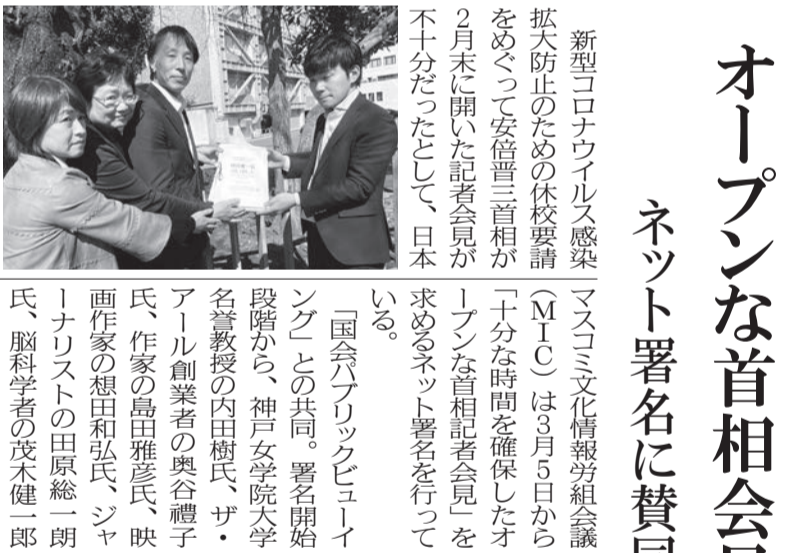 オープンな首相会見
ネット署名に賛同
　新型コロナウイルス感染
拡大防止のための休校要請
をめぐって安倍晋三首相が
２月末に開いた記者会見が
不十分だったとして、日本
マスコミ文化情報労組会議
（ＭＩＣ）は３月５日から
「十分な時間を確保したオ
ープンな首相記者会見」を
求めるネット署名を行って
いる。
　「国会パブリックビューイ
ング」との共同。署名開始
段階から、神戸女学院大学
名誉教授の内田樹氏、ザ・
アール創業者の奥谷禮子
氏、作家の島田雅彦氏、映
画作家の想田和弘氏、ジャ
ーナリストの田原総一朗
氏、脳科学者の茂木健一郎